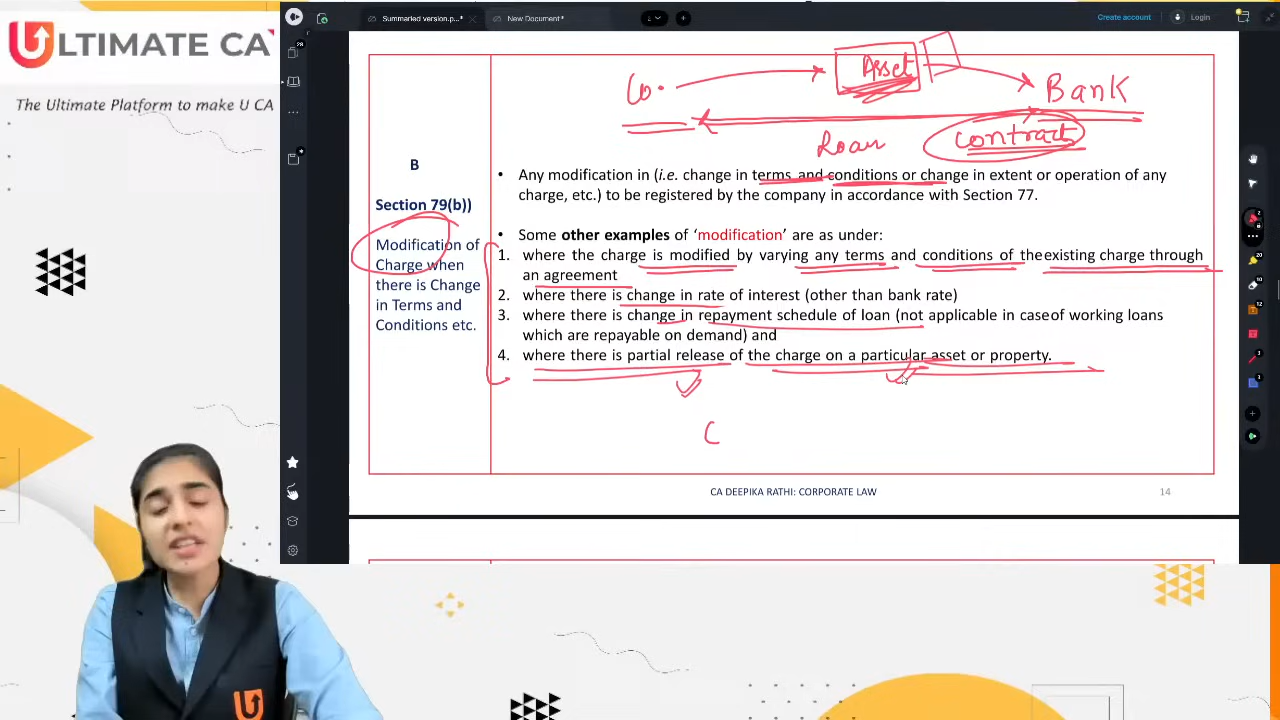 ULTIMATE CA
The Ultimate Platform to make U CA
Summaried version.p...*
New Document*
2
Create account
Login
Co.
Asset
Bank
Loan
contract
B
Section 79(b))
Modification of
Charge when
there is Change
in Terms and
Conditions etc.
• Any modification in (i.e. change in terms and conditions or change in extent or operation of any
charge, etc.) to be registered by the company in accordance with Section 77.
• Some other examples of ‘modification’ are as under:
1. where the charge is modified by varying any terms and conditions of the existing charge through
an agreement
2. where there is change in rate of interest (other than bank rate)
3. where there is change in repayment schedule of loan (not applicable in case of working loans
which are repayable on demand) and
4. where there is partial release of the charge on a particular asset or property.
C
CA DEEPIKA RATHI: CORPORATE LAW
14